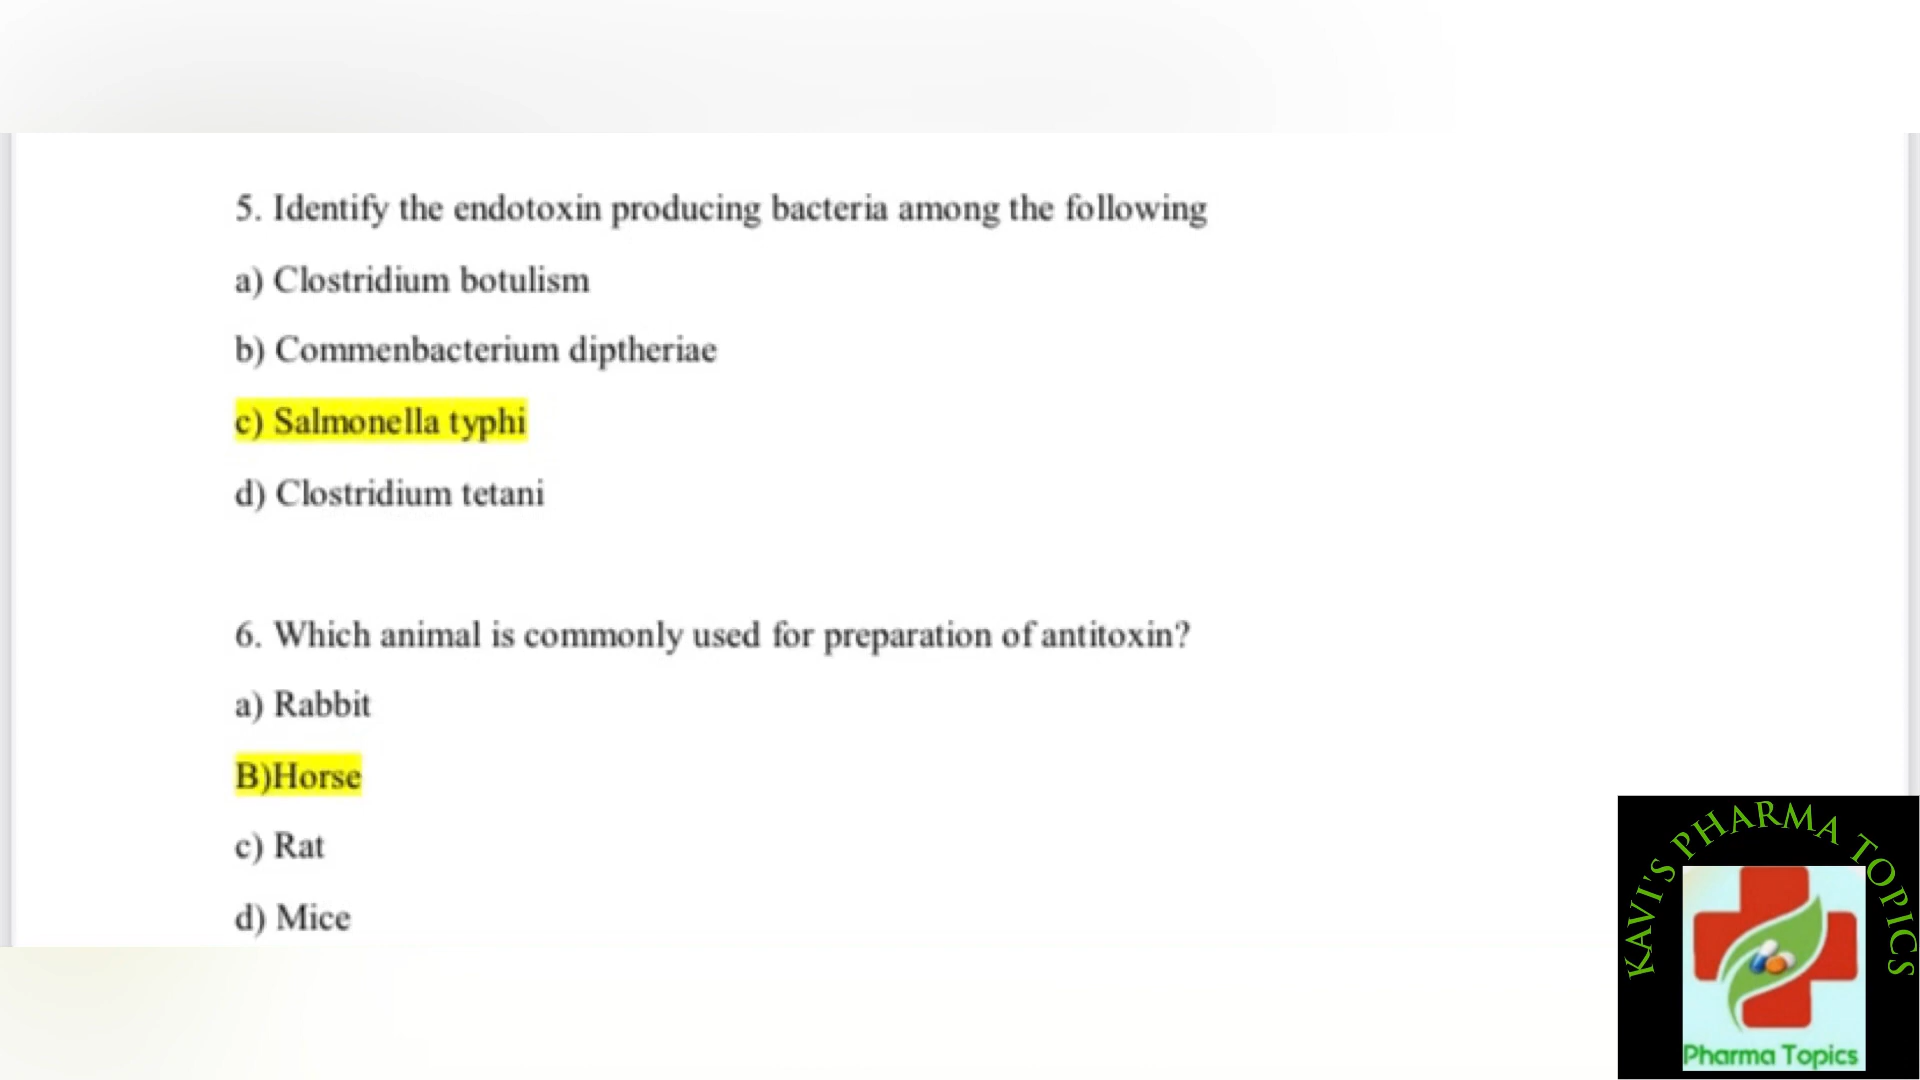 5. Identify the endotoxin producing bacteria among the following
a) Clostridium botulism
b) Commenbacterium diptheriae
c) Salmonella typhi
d) Clostridium tetani
6. Which animal is commonly used for preparation of antitoxin?
a) Rabbit
B)Horse
c) Rat
d) Mice
KAVI'S PHARMA TOPICS
Pharma Topics